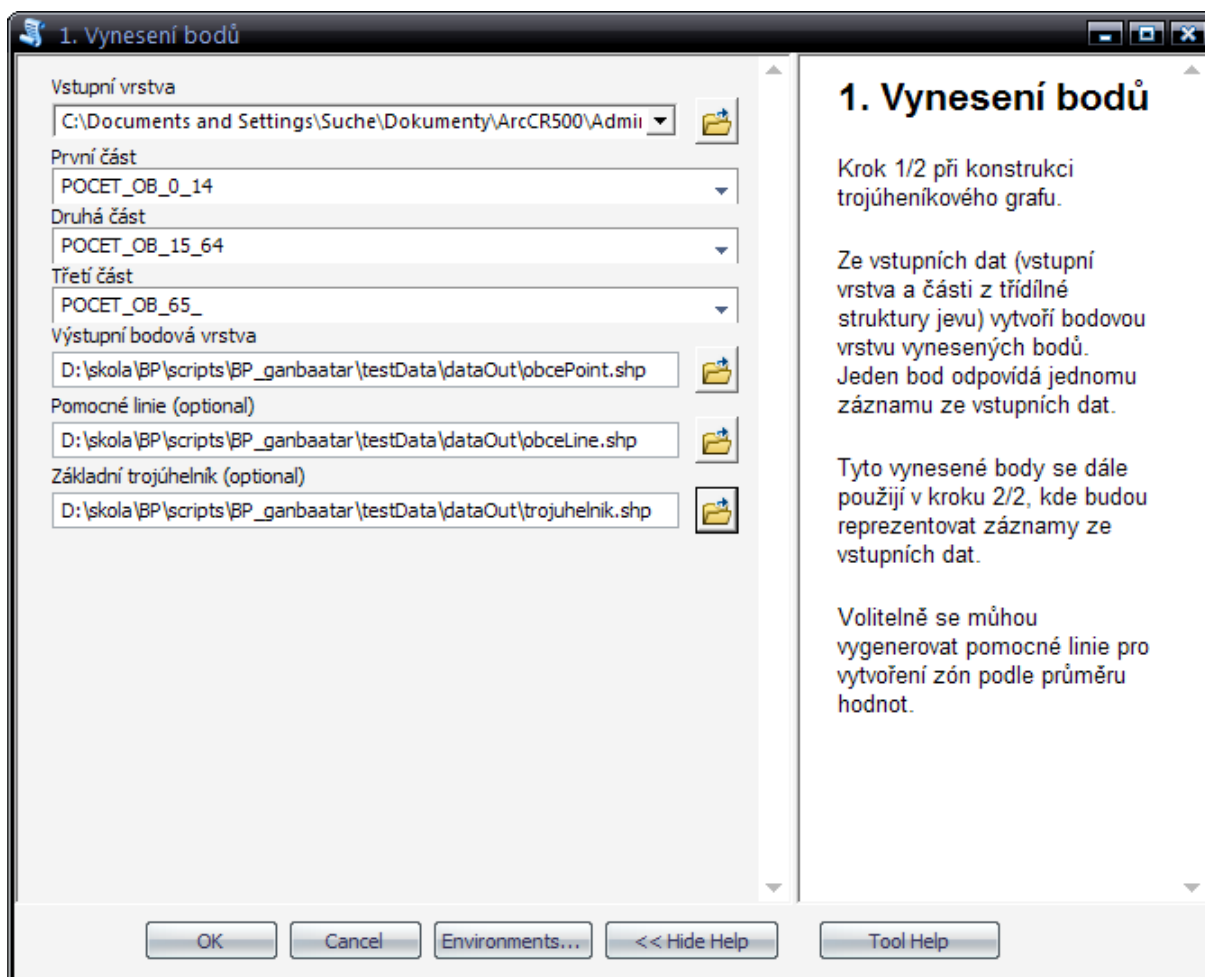 1. Vynesení bodů
Vstupní vrstva
C:\Documents and Settings\Suche\Dokumenty\ArcCR500\Admii
První část
POCET_OB_0_14
Druhá část
POCET_OB_15_64
Třetí část
POCET_OB_65_
Výstupní bodová vrstva
D:\skola\BP\scripts\BP_ganbaatar\testData\dataOut\obcePoint.shp
Pomocné linie (optional)
D:\skola\BP\scripts\BP_ganbaatar\testData\dataOut\obceLine.shp
Základní trojúhelník (optional)
D:\skola\BP\scripts\BP_ganbaatar\testData\dataOut\trojuhelnik.shp
OK
Cancel
Environments...
<< Hide Help
1. Vynesení bodů
Krok 1/2 při konstrukci
trojúheníkového grafu.
Ze vstupních dat (vstupní
vrstva a části z třídílné
struktury jevu) vytvoří bodovou
vrstvu vynesených bodů.
Jeden bod odpovídá jednomu
záznamu ze vstupních dat.
Tyto vynesené body se dále
použijí v kroku 2/2, kde budou
reprezentovat záznamy ze
vstupních dat.
Volitelně se můhou
vygenerovat pomocné linie pro
vytvoření zón podle průměru
hodnot.
Tool Help